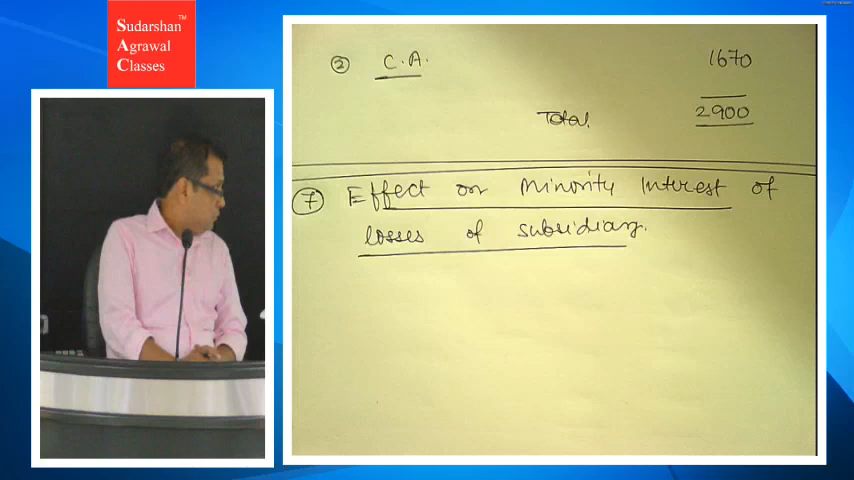 Sudarshan™
Agrawal
Classes
② C.A. 1670
Total 2900
⑦ Effect on Minority Interest of
losses of subsidiary.